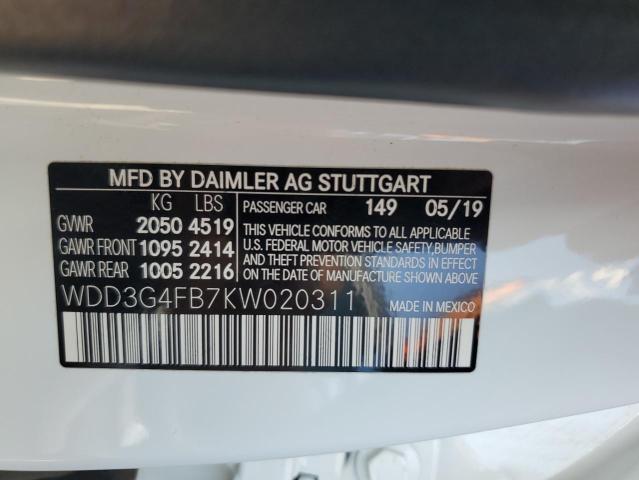 MFD BY DAIMLER AG STUTTGART
KG LBS
GVWR 2050 4519
GAWR FRONT 1095 2414
GAWR REAR 1005 2216
PASSENGER CAR 149 05/19
THIS VEHICLE CONFORMS TO ALL APPLICABLE
U.S. FEDERAL MOTOR VEHICLE SAFETY,BUMPER
AND THEFT PREVENTION STANDARDS IN EFFECT
ON THE DATE OF MANUFACTURE SHOWN ABOVE
WDD3G4FB7KW020311
MADE IN MEXICO